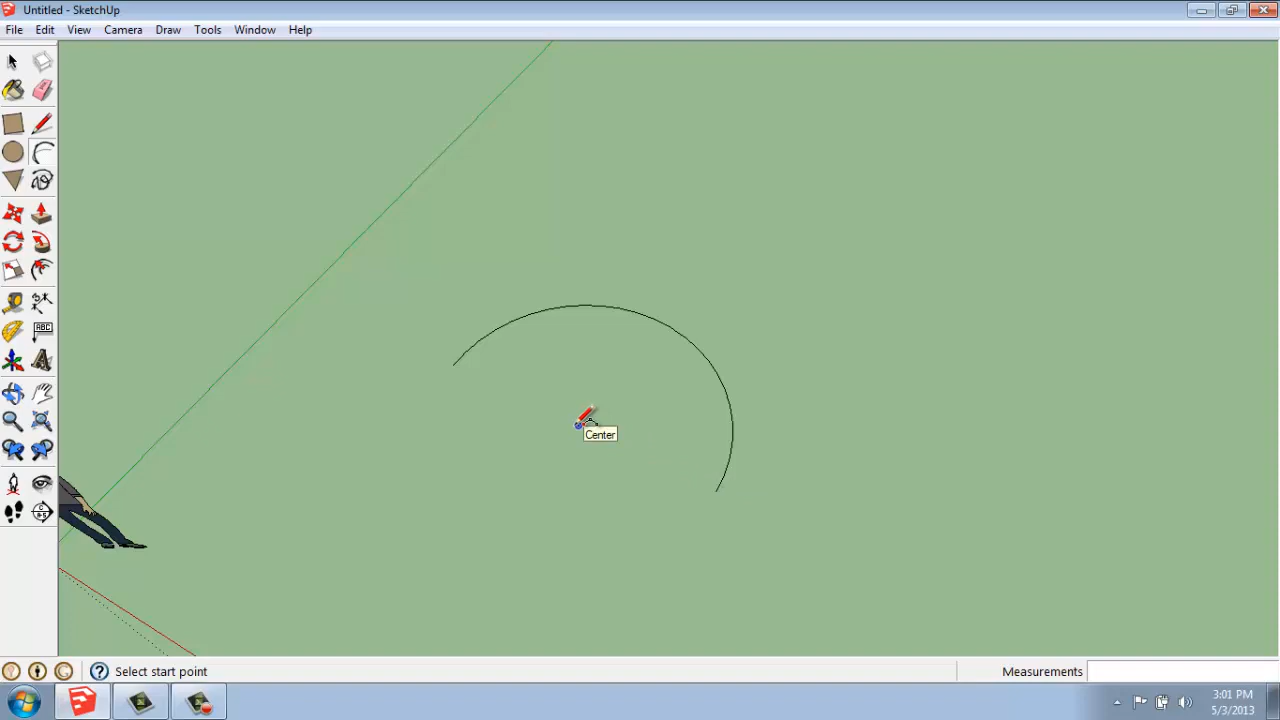 Untitled - SketchUp
File Edit View Camera Draw Tools Window Help
ABC
A
Center
Select start point
Measurements
3:01 PM
5/3/2013